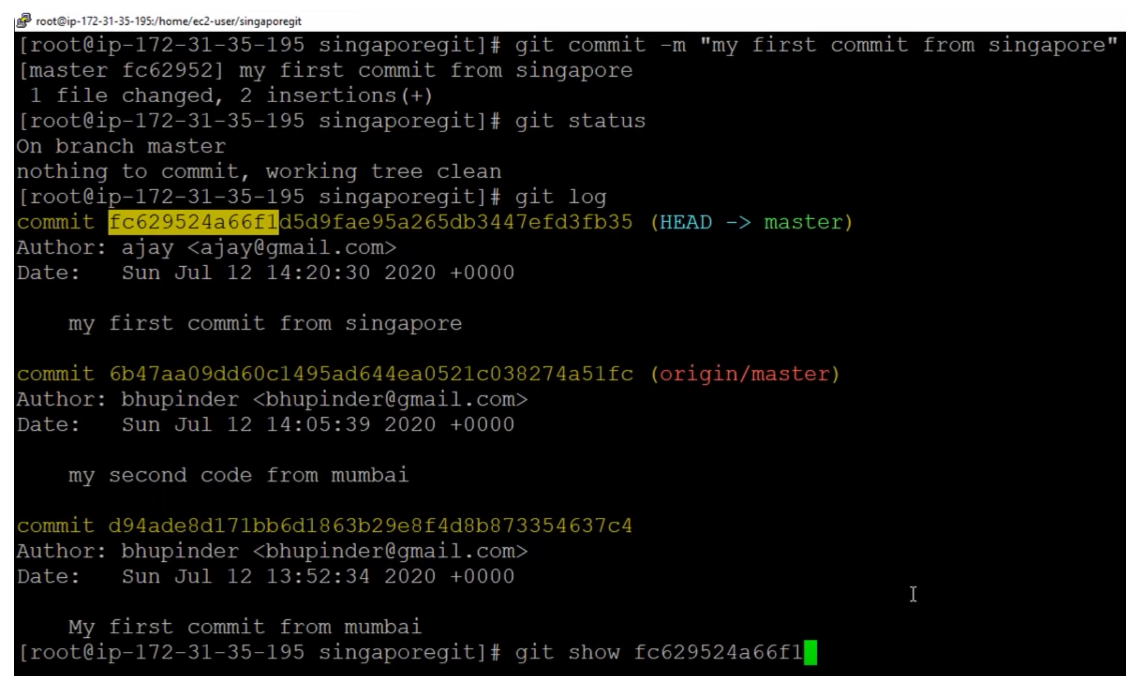 root@ip-172-31-35-195:/home/ec2-user/singaporegit
[root@ip-172-31-35-195 singaporegit]# git commit -m "my first commit from singapore"
[master fc62952] my first commit from singapore
1 file changed, 2 insertions(+)
[root@ip-172-31-35-195 singaporegit]# git status
On branch master
nothing to commit, working tree clean
[root@ip-172-31-35-195 singaporegit]# git log
commit fc629524a66f1d5d9fae95a265db3447efd3fb35 (HEAD -> master)
Author: ajay <ajay@gmail.com>
Date:   Sun Jul 12 14:20:30 2020 +0000
my first commit from singapore
commit 6b47aa09dd60c1495ad644ea0521c038274a51fc (origin/master)
Author: bhupinder <bhupinder@gmail.com>
Date:   Sun Jul 12 14:05:39 2020 +0000
my second code from mumbai
commit d94ade8d171bb6d1863b29e8f4d8b873354637c4
Author: bhupinder <bhupinder@gmail.com>
Date:   Sun Jul 12 13:52:34 2020 +0000
My first commit from mumbai
[root@ip-172-31-35-195 singaporegit]# git show fc629524a66f1